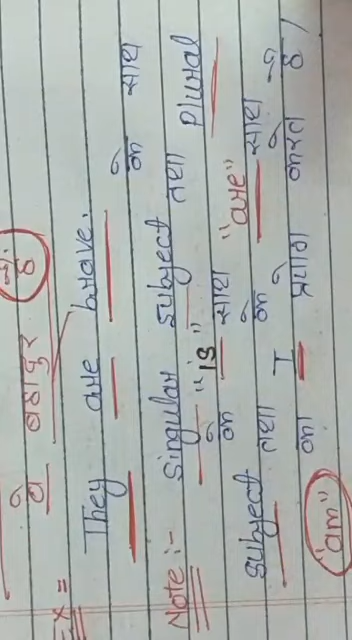 Ex = वे बहादुर हैं
They are brave.
के साथ
Note :- Singular subject तथा Plural
"is" के साथ "are"
subject तथा के साथ
"am" का I प्रयोग करते हैं।